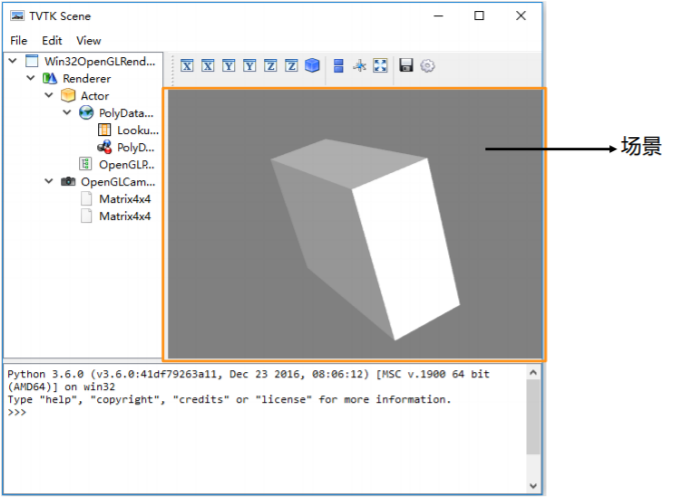 TVTK Scene
File Edit View
Win32OpenGLRend...
Renderer
Actor
PolyData...
Looku...
PolyD...
OpenGLP...
OpenGLCam...
Matrix4x4
Matrix4x4
X X Y Y Z Z
场景
Python 3.6.0 (v3.6.0:41df79263a11, Dec 23 2016, 08:06:12) [MSC v.1900 64 bit
(AMD64)] on win32
Type "help", "copyright", "credits" or "license" for more information.
>>>